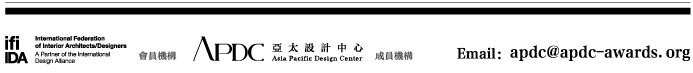 ifi
IDA
International Federation
of Interior Architects/Designers
A Partner of the International
Design Alliance
會員機構
APDC
亞太設計中心
Asia Pacific Design Center
成員機構
Email: apdc@apdc-awards.org